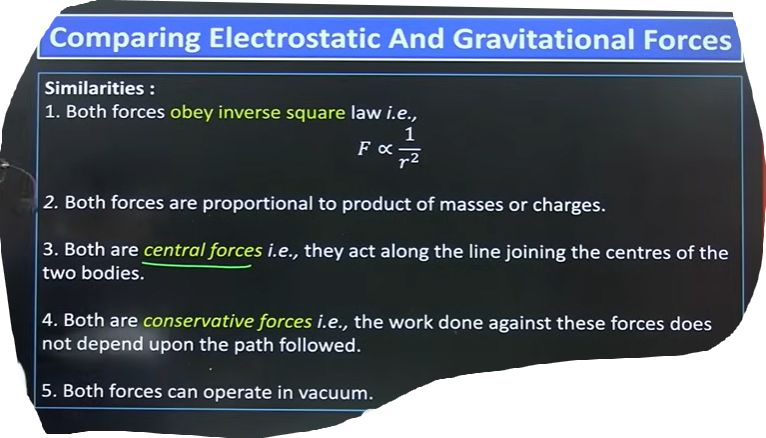 Comparing Electrostatic And Gravitational Forces
Similarities :
1. Both forces obey inverse square law i.e.,
F ∝ 1/r²
2. Both forces are proportional to product of masses or charges.
3. Both are central forces i.e., they act along the line joining the centres of the
two bodies.
4. Both are conservative forces i.e., the work done against these forces does
not depend upon the path followed.
5. Both forces can operate in vacuum.